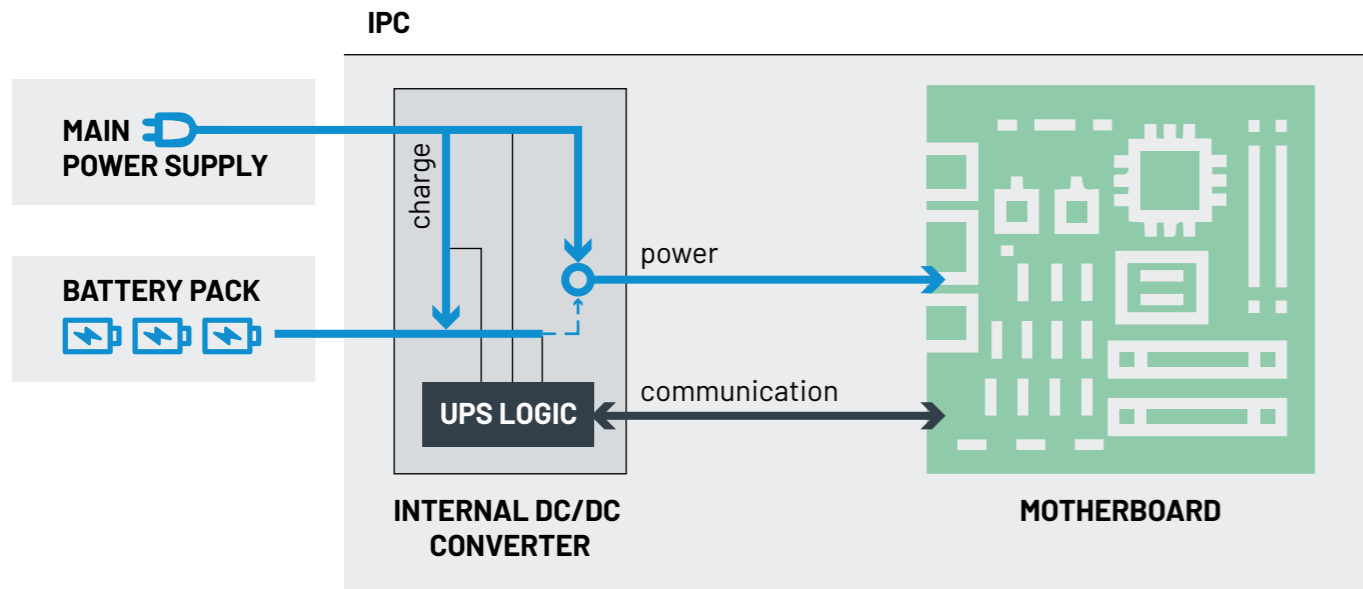 IPC
MAIN
POWER SUPPLY
charge
power
BATTERY PACK
communication
UPS LOGIC
INTERNAL DC/DC
CONVERTER
MOTHERBOARD